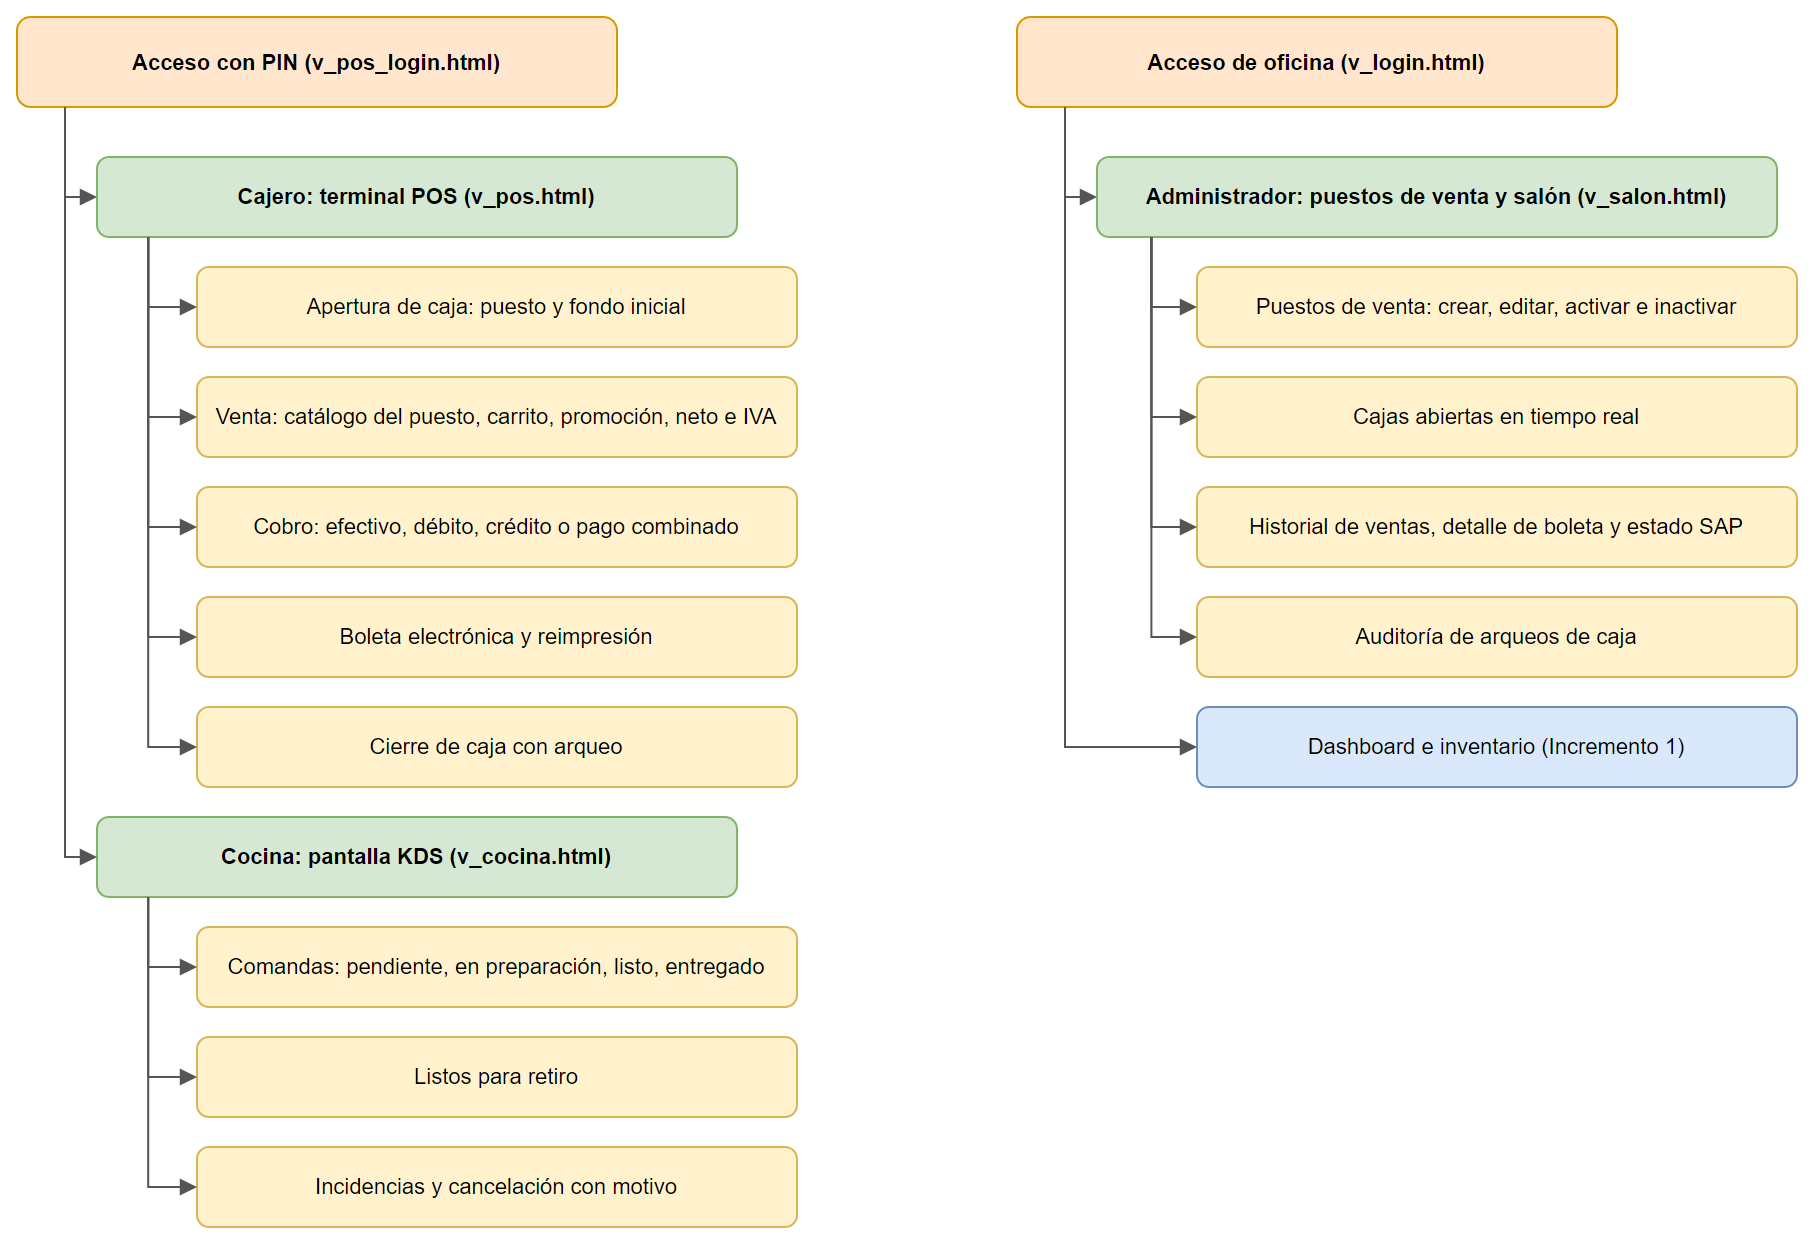 Acceso con PIN (v_pos_login.html)
Cajero: terminal POS (v_pos.html)
Apertura de caja: puesto y fondo inicial
Venta: catálogo del puesto, carrito, promoción, neto e IVA
Cobro: efectivo, débito, crédito o pago combinado
Boleta electrónica y reimpresión
Cierre de caja con arqueo
Cocina: pantalla KDS (v_cocina.html)
Comandas: pendiente, en preparación, listo, entregado
Listos para retiro
Incidencias y cancelación con motivo
Acceso de oficina (v_login.html)
Administrador: puestos de venta y salón (v_salon.html)
Puestos de venta: crear, editar, activar e inactivar
Cajas abiertas en tiempo real
Historial de ventas, detalle de boleta y estado SAP
Auditoría de arqueos de caja
Dashboard e inventario (Incremento 1)